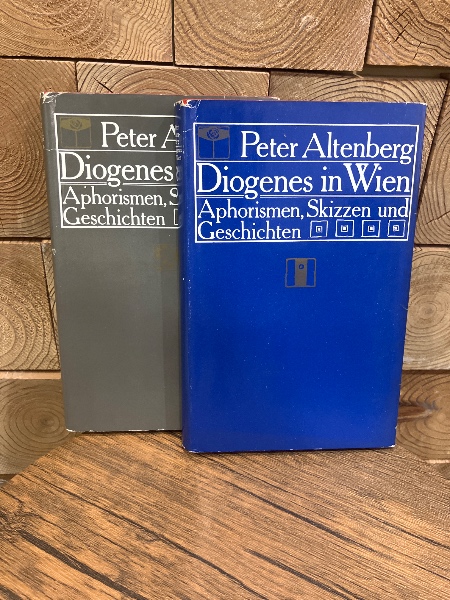 Peter A
Diogenes
Aphorismen, S
Geschichten
Peter Altenberg
Diogenes in Wien
Aphorismen, Skizzen und
Geschichten